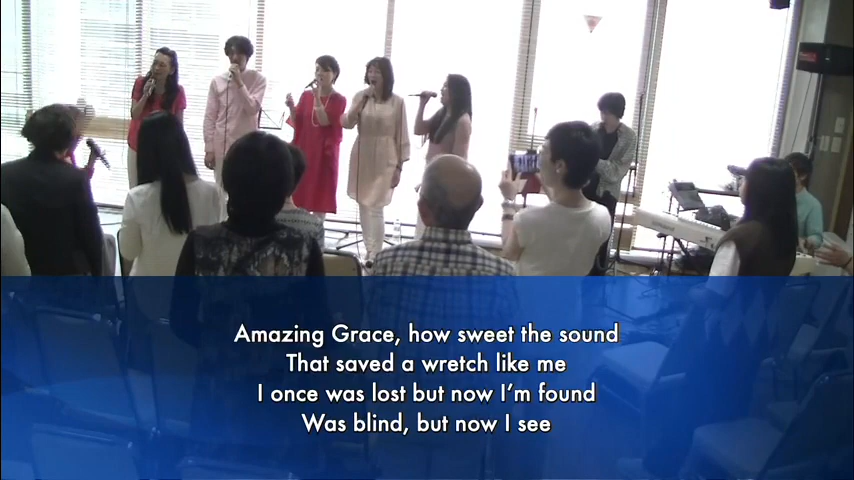 Amazing Grace, how sweet the sound
That saved a wretch like me
I once was lost but now I'm found
Was blind, but now I see